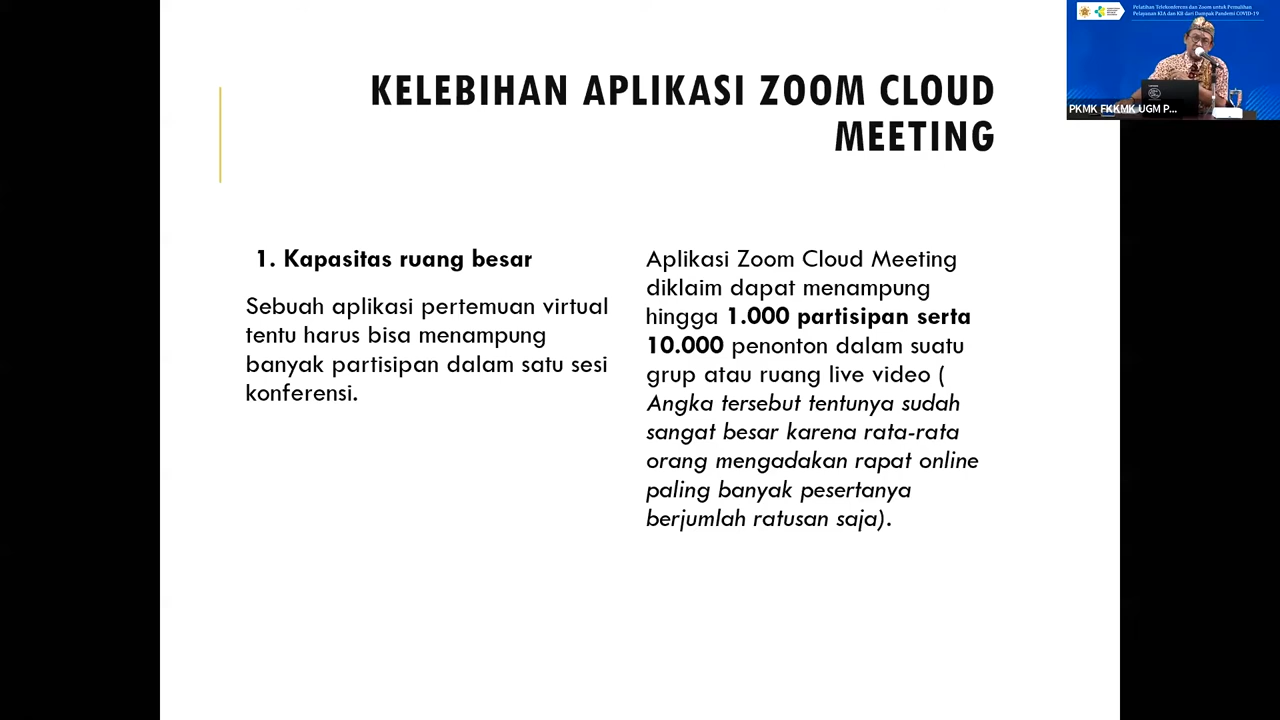 KELEBIHAN APLIKASI ZOOM CLOUD
MEETING
1. Kapasitas ruang besar
Sebuah aplikasi pertemuan virtual
tentu harus bisa menampung
banyak partisipan dalam satu sesi
konferensi.
Aplikasi Zoom Cloud Meeting
diklaim dapat menampung
hingga 1.000 partisipan serta
10.000 penonton dalam suatu
grup atau ruang live video (
Angka tersebut tentunya sudah
sangat besar karena rata-rata
orang mengadakan rapat online
paling banyak pesertanya
berjumlah ratusan saja).
Pelatihan Telekonferens dan Zoom untuk Pemulihan
Pelayanan KIA dan KB dari Dampak Pandemi COVID-19
PKMK FKKMK UGM P...